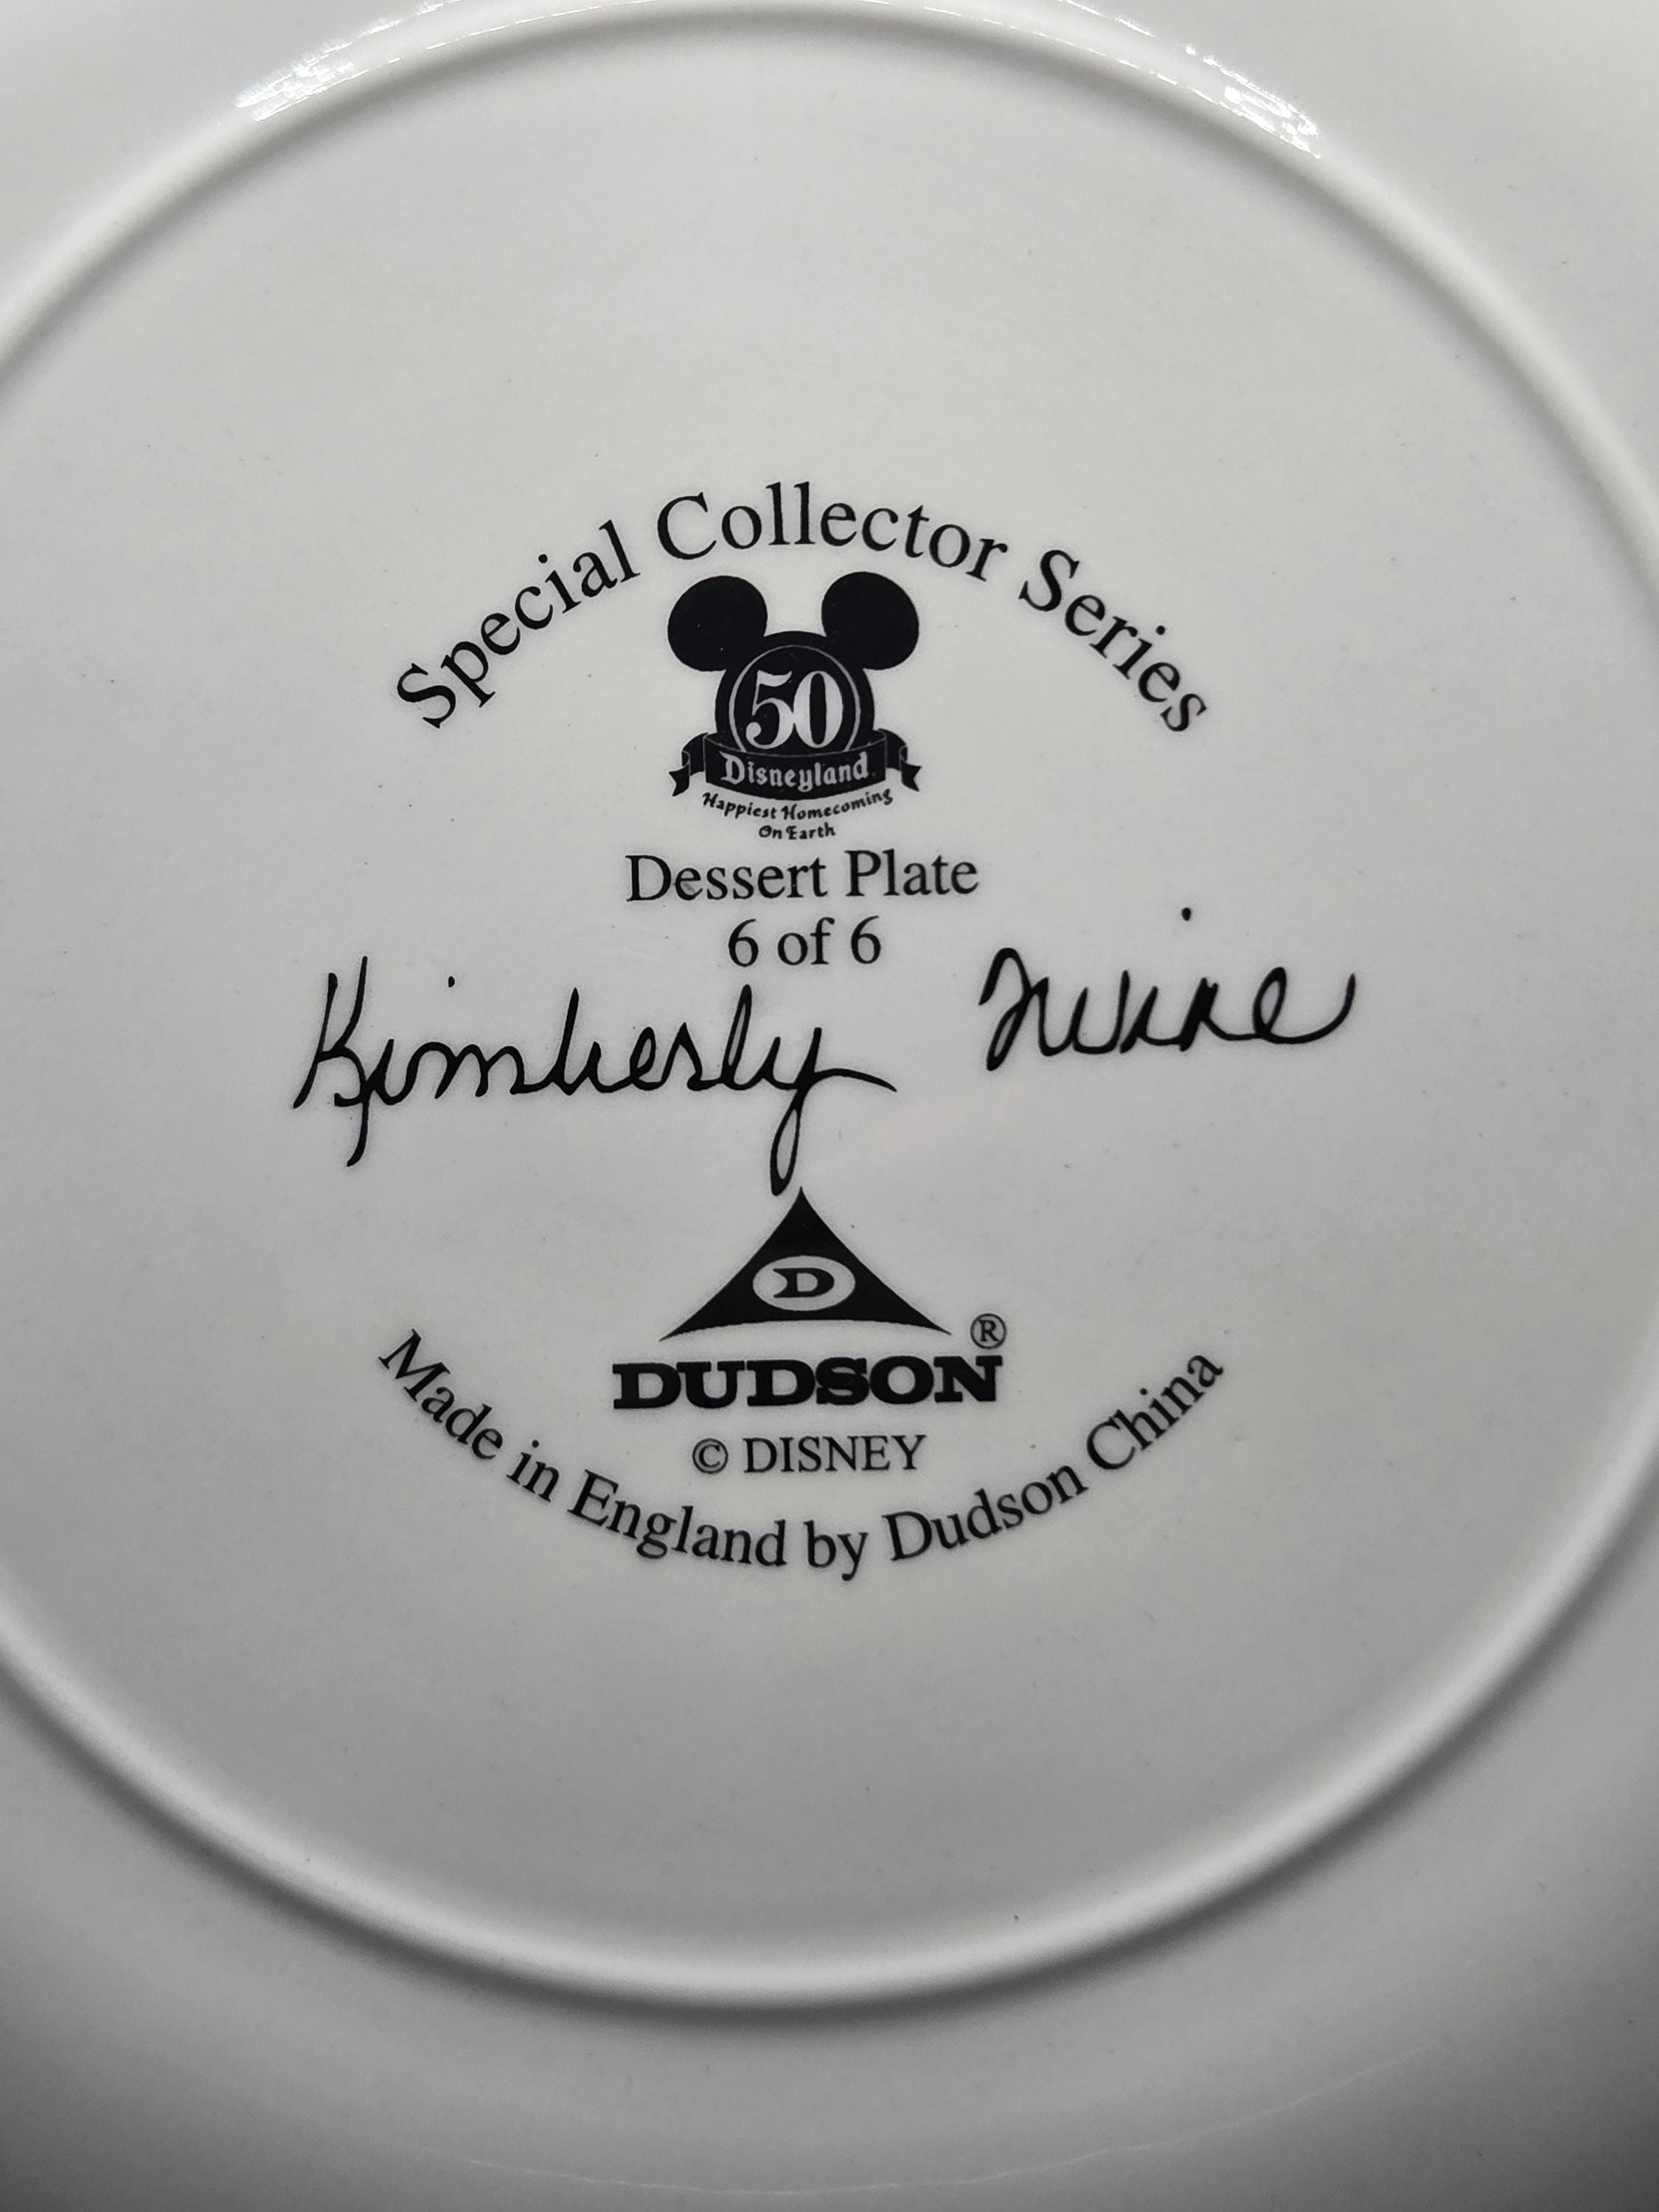 Special Collector Series
50
Disneyland
Happiest Homecoming
On Earth
Dessert Plate
6 of 6
Kimberly Irvine
D
DUDSON®
© DISNEY
Made in England by Dudson China